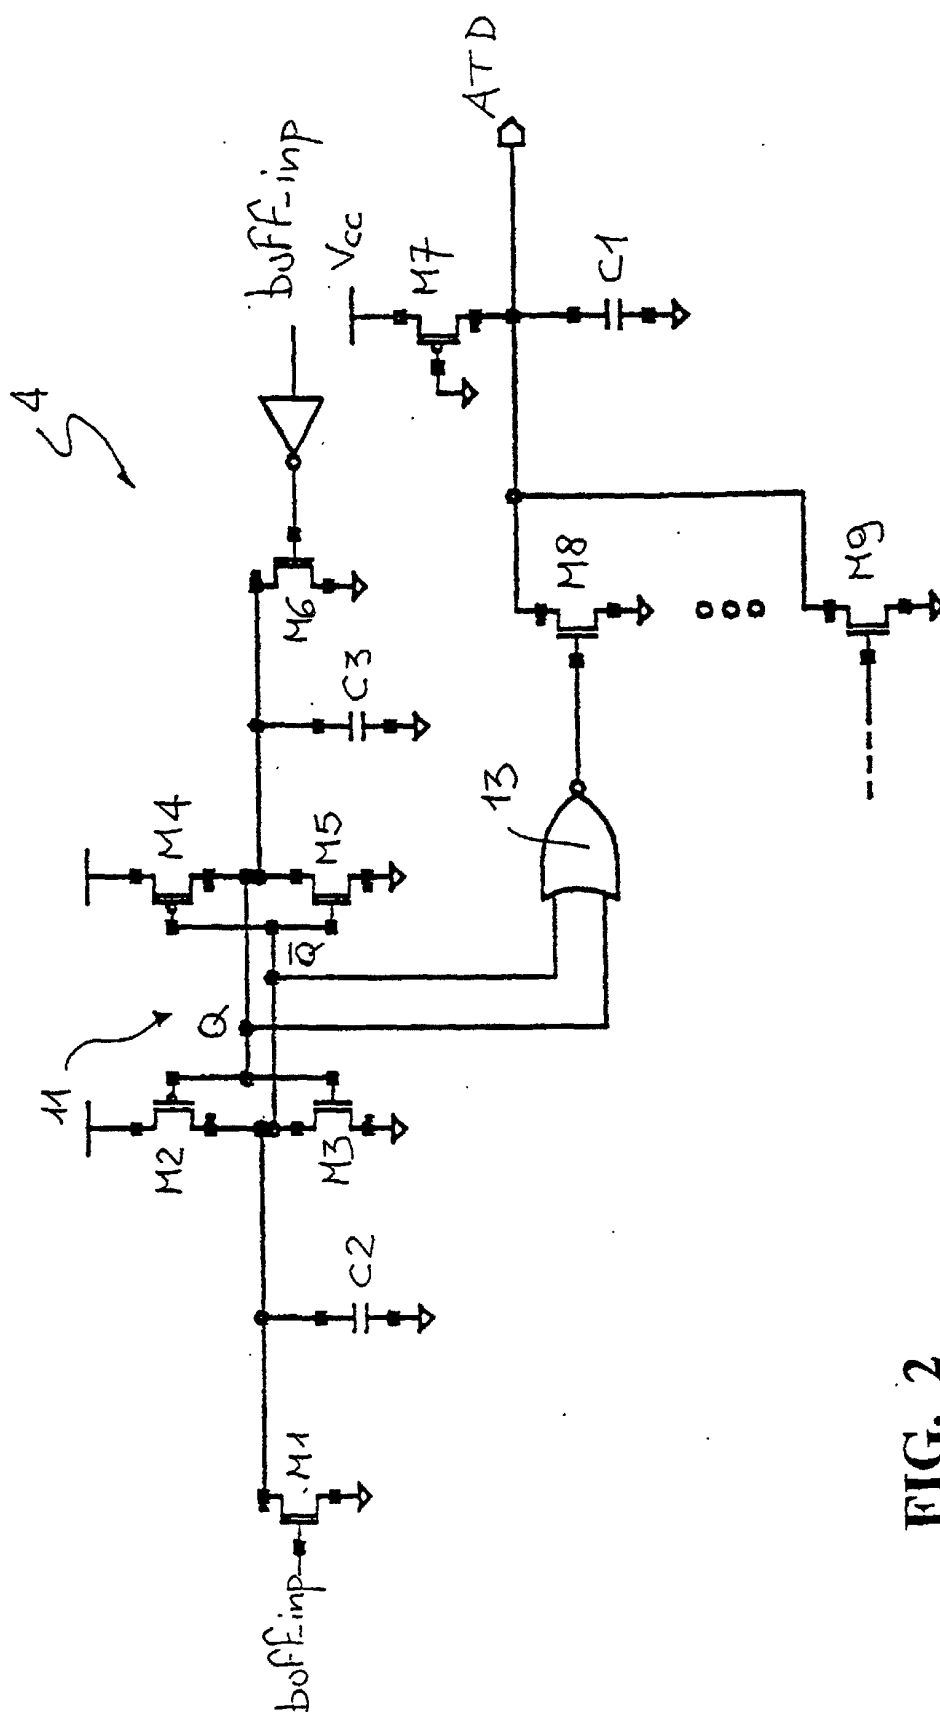 4
11
buff_inp
Vcc
M7
ATD
C1
M4
M6
M2
Q
Q̅
M5
C3
M3
C2
M1
buff_inp
13
M8
M9
FIG. 2